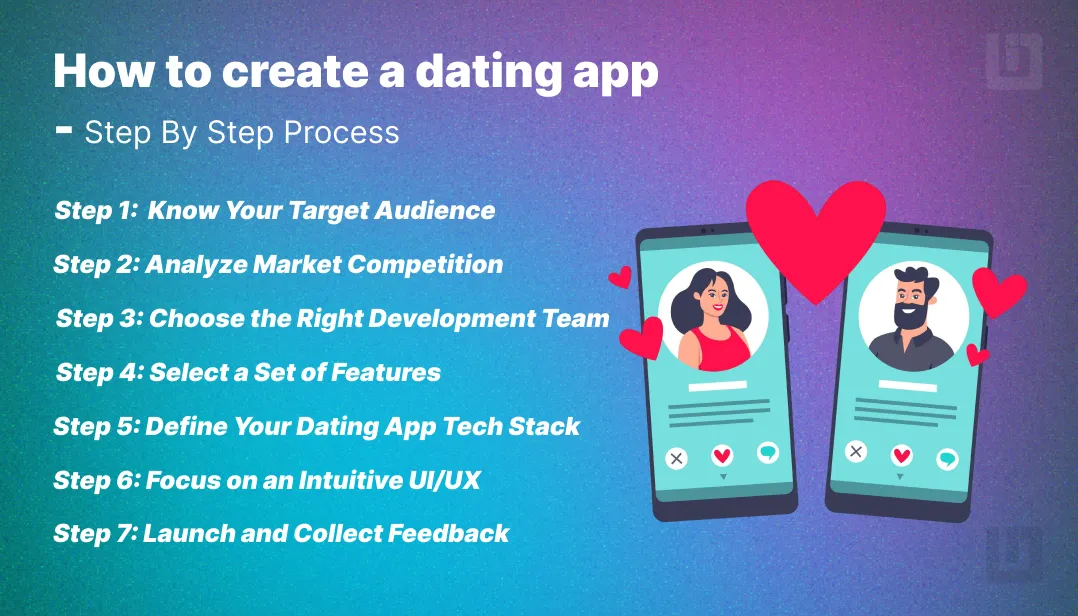 How to create a dating app
- Step By Step Process
Step 1: Know Your Target Audience
Step 2: Analyze Market Competition
Step 3: Choose the Right Development Team
Step 4: Select a Set of Features
Step 5: Define Your Dating App Tech Stack
Step 6: Focus on an Intuitive UI/UX
Step 7: Launch and Collect Feedback